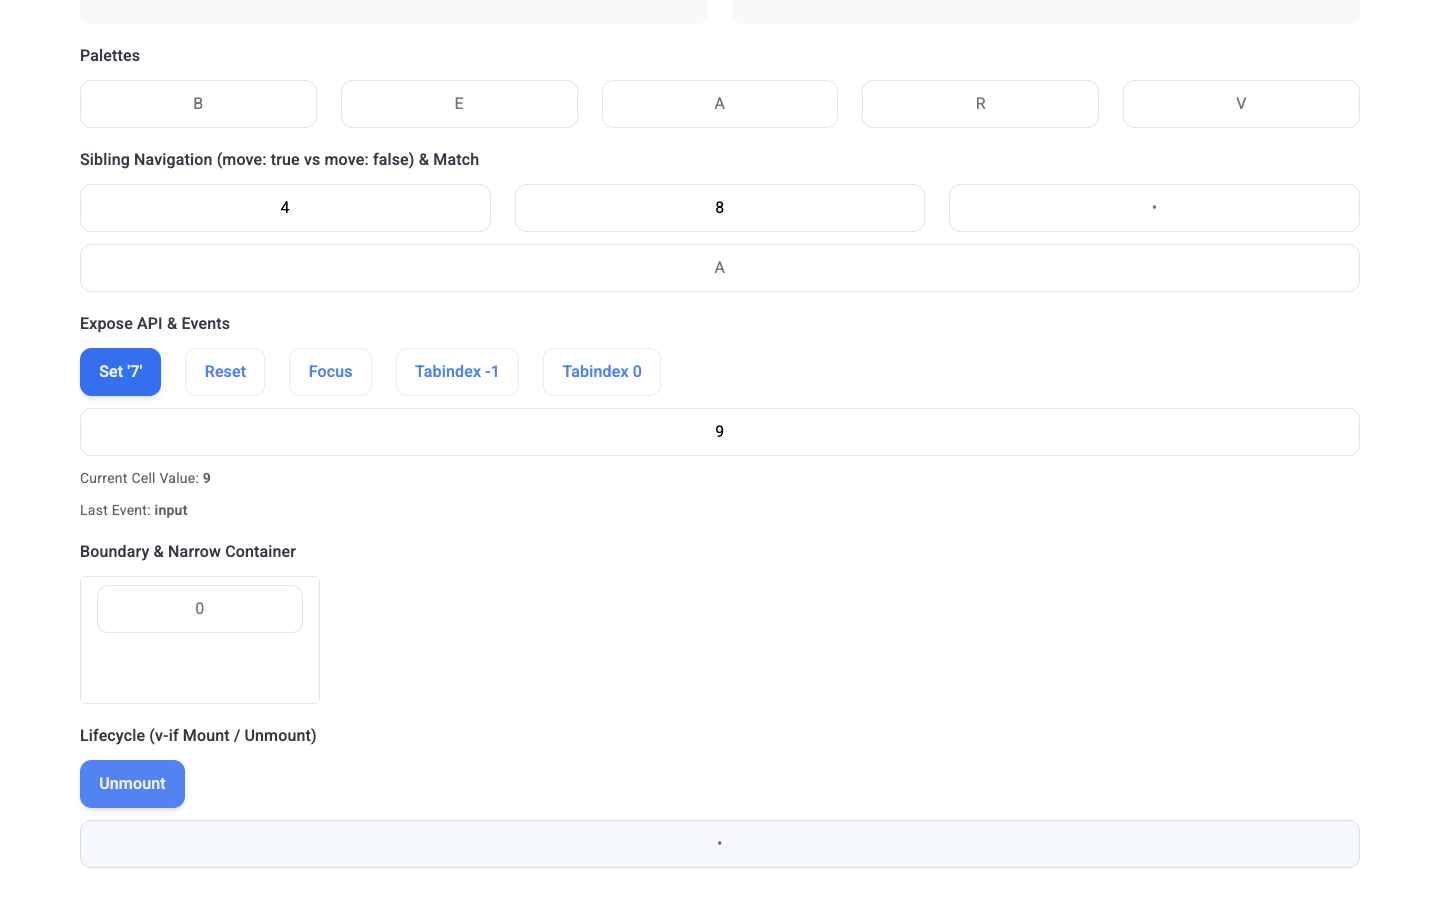 Palettes
B E A R V
Sibling Navigation (move: true vs move: false) & Match
4 8 •
A
Expose API & Events
Set '7' Reset Focus Tabindex -1 Tabindex 0
9
Current Cell Value: 9
Last Event: input
Boundary & Narrow Container
0
Lifecycle (v-if Mount / Unmount)
Unmount
•